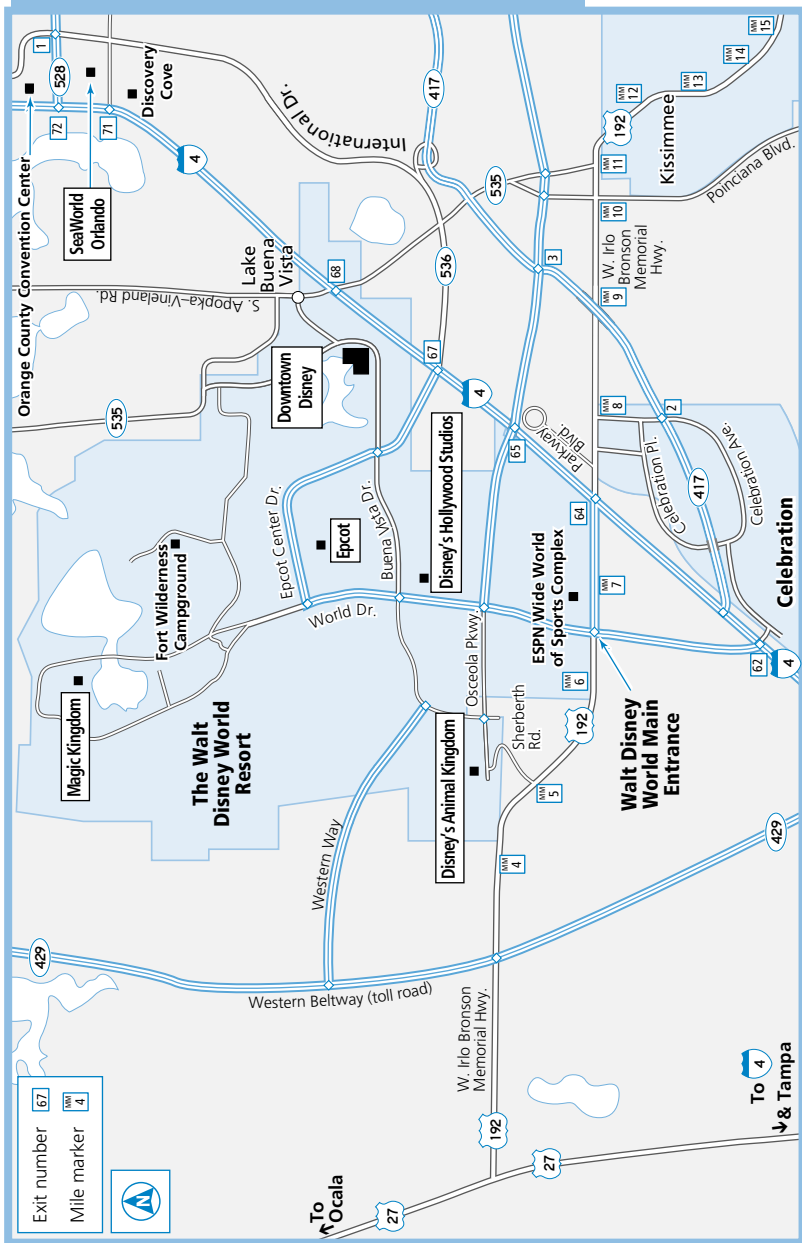 Exit number 67
Mile marker MM 4
N
To Ocala
27
27
192
To 4
& Tampa
429
429
Western Beltway (toll road)
Western Way
W. Irlo Bronson
Memorial Hwy.
MM 4
MM 5
MM 6
MM 7
MM 8
MM 9
MM 10
MM 11
MM 12
MM 13
MM 14
MM 15
Magic Kingdom
The Walt
Disney World
Resort
Fort Wilderness
Campground
Disney's Animal Kingdom
Sherberth
Rd.
192
Osceola Pkwy.
World Dr.
Epcot Center Dr.
Epcot
Buena Vista Dr.
Disney's Hollywood Studios
ESPN Wide World
of Sports Complex
Walt Disney
World Main
Entrance
Downtown
Disney
535
S. Apopka–Vineland Rd.
Lake
Buena
Vista
Orange County Convention Center
SeaWorld
Orlando
Discovery
Cove
528
1
72
71
4
International Dr.
68
67
536
535
417
4
65
3
Parkway
Blvd.
64
W. Irlo
Bronson
Memorial
Hwy.
192
Kissimmee
Poinciana Blvd.
2
Celebration Pl.
417
Celebration Ave.
Celebration
62
4